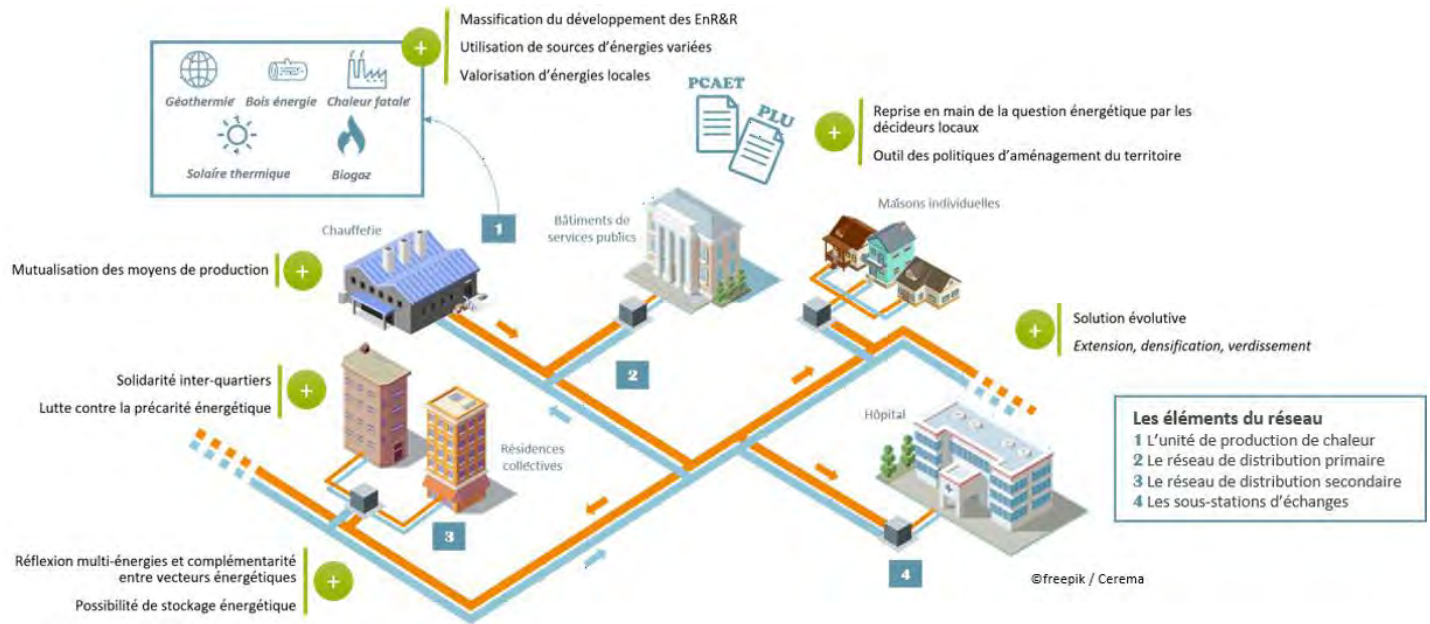 Massification du développement des EnR&R
Utilisation de sources d'énergies variées
Valorisation d'énergies locales
Géothermie
Bois énergie
Chaleur fatale
Solaire thermique
Biogaz
PCAET
PLU
Reprise en main de la question énergétique par les
décideurs locaux
Outil des politiques d'aménagement du territoire
Chaufferie
1
Bâtiments de
services publics
Maisons individuelles
Mutualisation des moyens de production
Solution évolutive
Extension, densification, verdissement
2
Solidarité inter-quartiers
Lutte contre la précarité énergétique
Résidences
collectives
Hôpital
Les éléments du réseau
1 L'unité de production de chaleur
2 Le réseau de distribution primaire
3 Le réseau de distribution secondaire
4 Les sous-stations d'échanges
3
4
Réflexion multi-énergies et complémentarité
entre vecteurs énergétiques
Possibilité de stockage énergétique
©freepik / Cerema